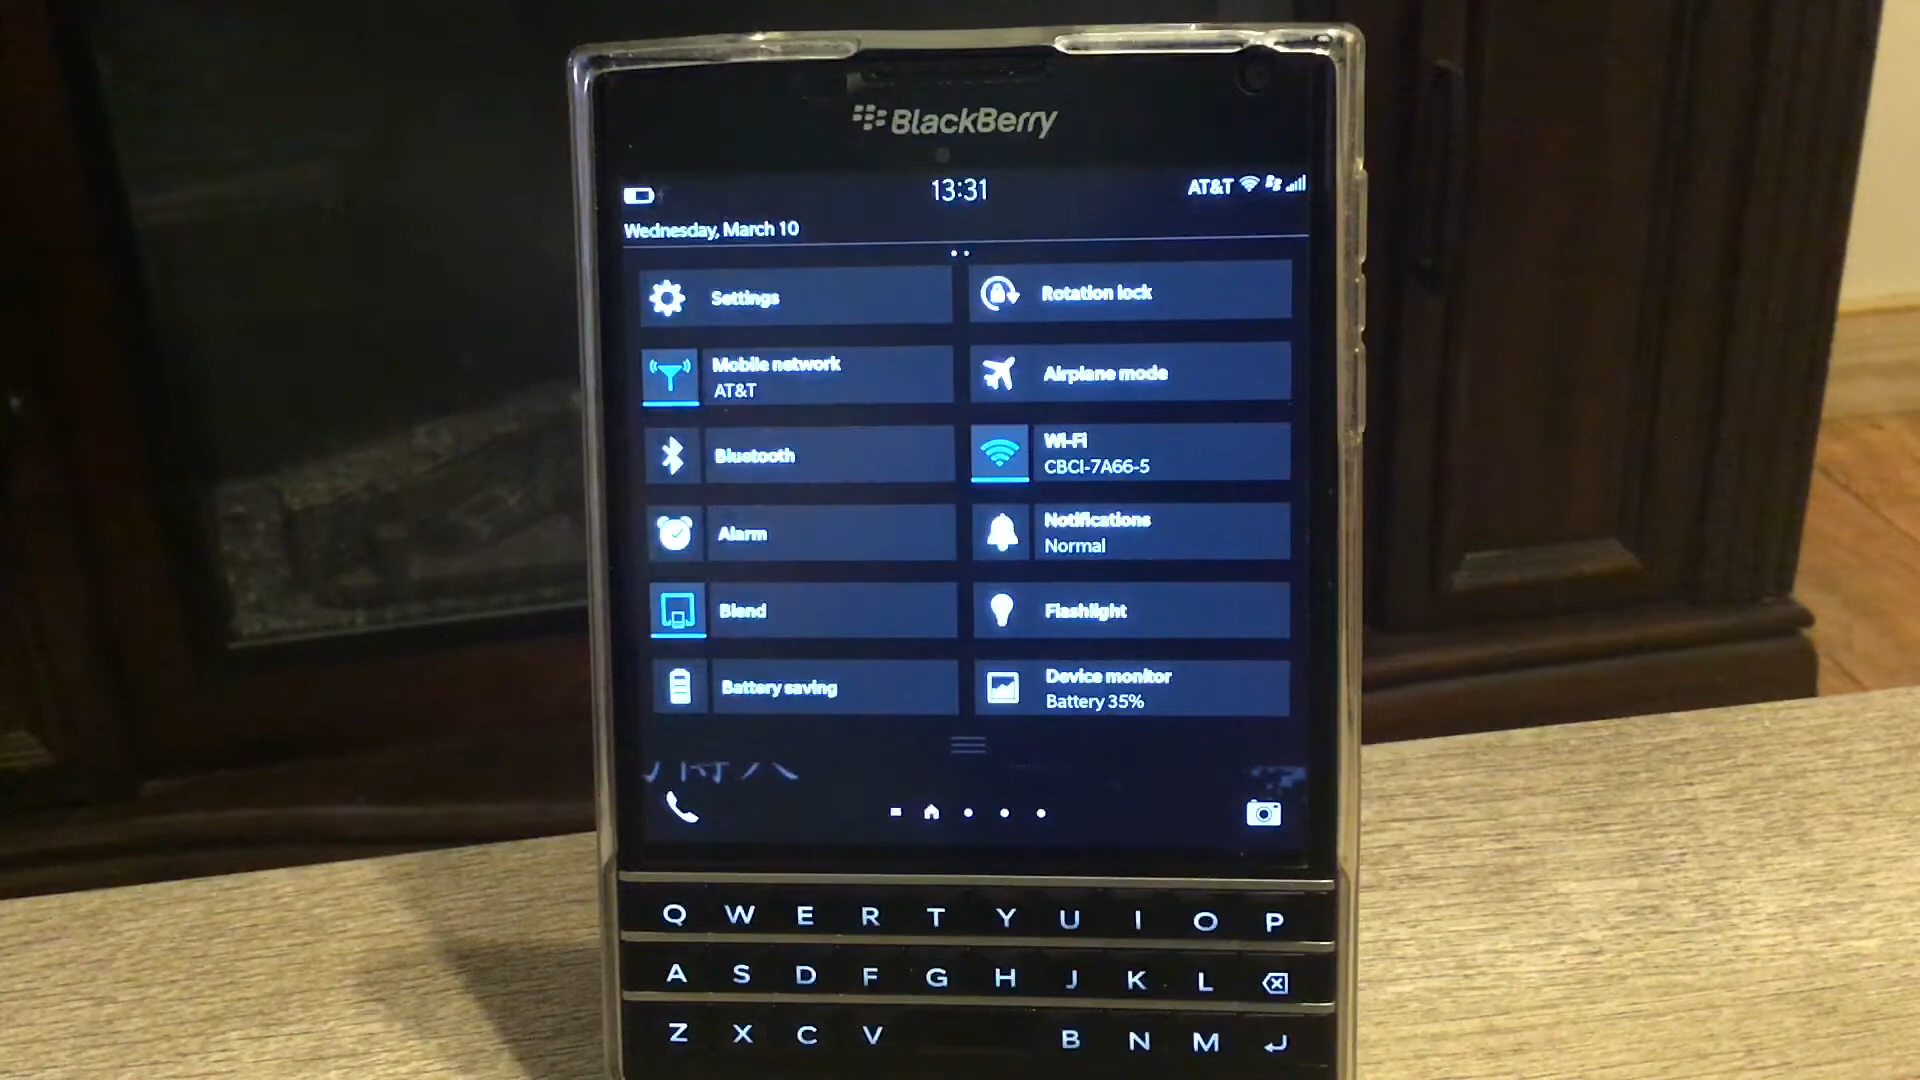 BlackBerry
13:31
AT&T
Wednesday, March 10
Settings
Rotation lock
Mobile network
AT&T
Airplane mode
Bluetooth
Wi-Fi
CBCI-7A66-5
Alarm
Notifications
Normal
Blend
Flashlight
Battery saving
Device monitor
Battery 35%
Q W E R T Y U I O P
A S D F G H J K L
Z X C V B N M